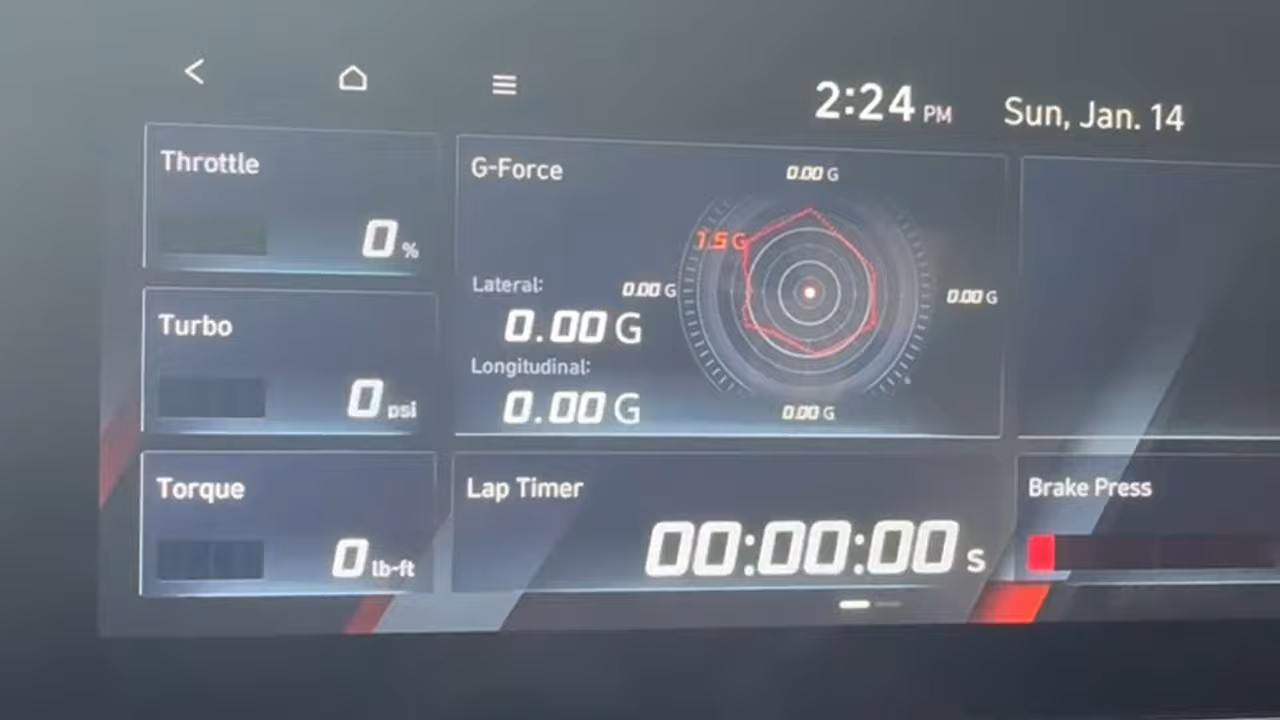 2:24 PM
Sun, Jan. 14
Throttle
0 %
Turbo
0 psi
Torque
0 lb-ft
G-Force
0.00 G
1.5 G
Lateral:
0.00 G
0.00 G
0.00 G
Longitudinal:
0.00 G
0.00 G
Lap Timer
00:00:00 s
Brake Press